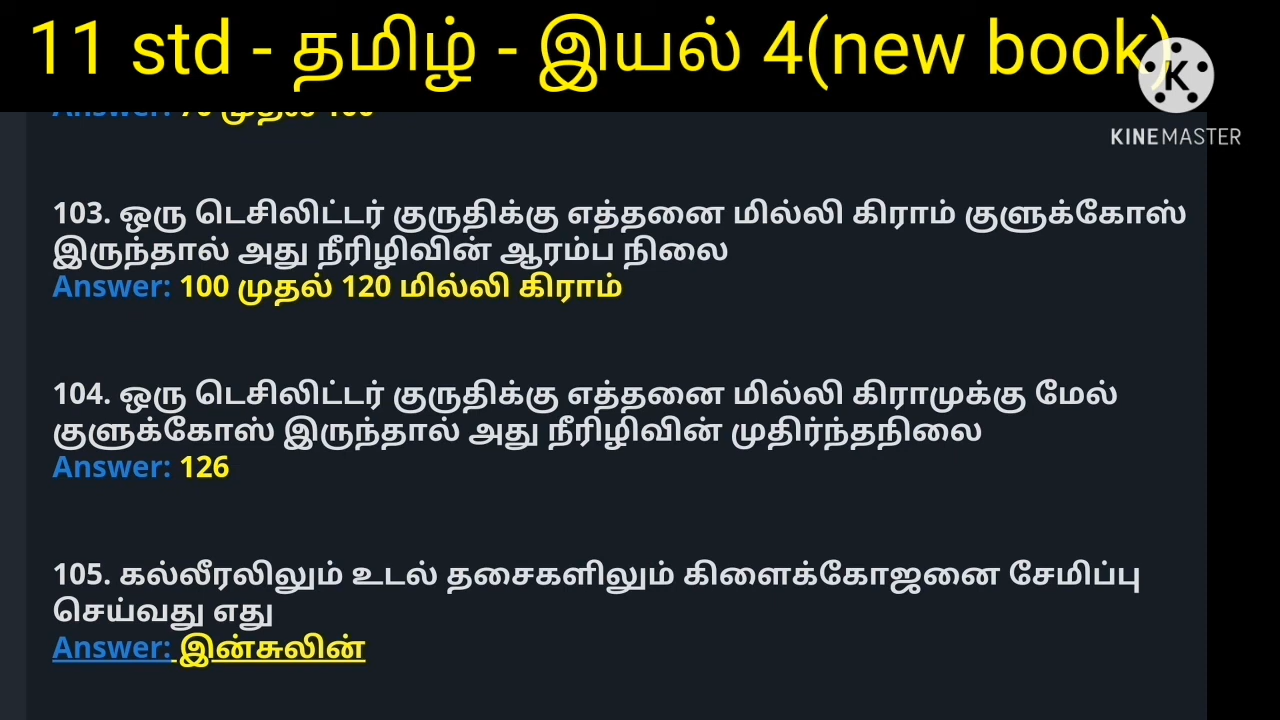 11 std - தமிழ் - இயல் 4(new book)
KINEMASTER
103. ஒரு டெசிலிட்டர் குருதிக்கு எத்தனை மில்லி கிராம் குளுக்கோஸ்
இருந்தால் அது நீரிழிவின் ஆரம்ப நிலை
Answer: 100 முதல் 120 மில்லி கிராம்
104. ஒரு டெசிலிட்டர் குருதிக்கு எத்தனை மில்லி கிராமுக்கு மேல்
குளுக்கோஸ் இருந்தால் அது நீரிழிவின் முதிர்ந்தநிலை
Answer: 126
105. கல்லீரலிலும் உடல் தசைகளிலும் கிளைக்கோஜனை சேமிப்பு
செய்வது எது
Answer: இன்சுலின்